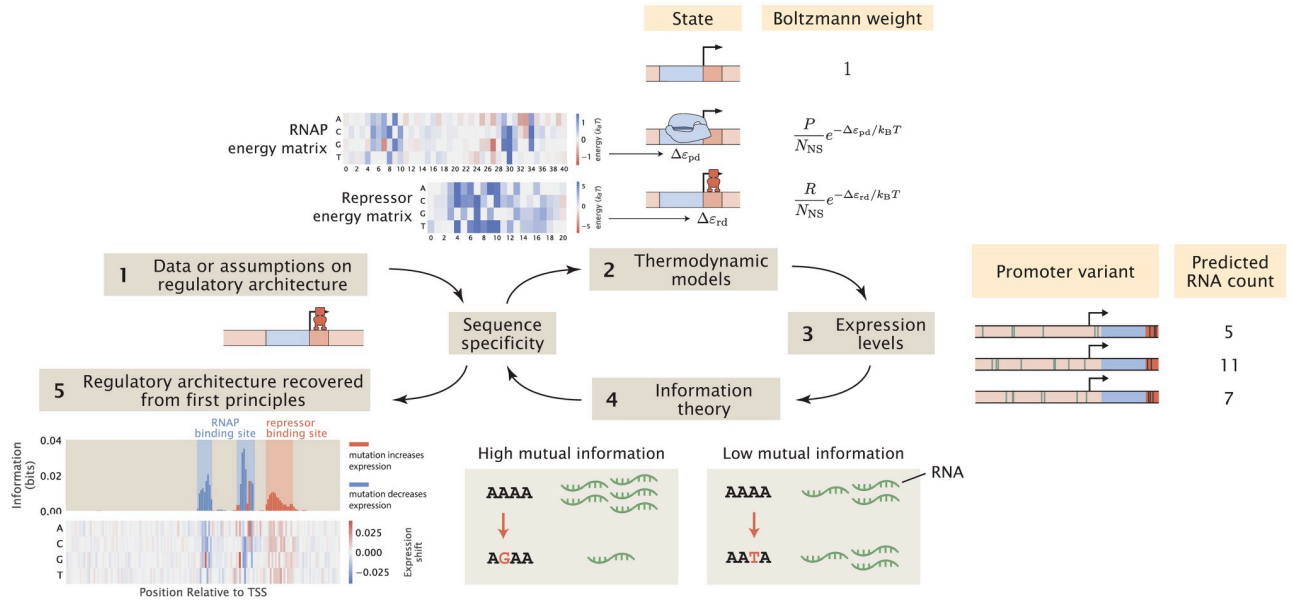 State
Boltzmann weight
1
RNAP
energy matrix
A
C
G
T
0 2 4 6 8 10 12 14 16 18 20 22 24 26 28 30 32 34 36 38 40
1
0
−1
energy (kBT)
Δεpd
P/NNS e−Δεpd/kBT
Repressor
energy matrix
A
C
G
T
0 2 4 6 8 10 12 14 16 18 20
5
0
−5
energy (kBT)
Δεrd
R/NNS e−Δεrd/kBT
1 Data or assumptions on
regulatory architecture
2 Thermodynamic
models
Sequence
specificity
3 Expression
levels
4 Information
theory
5 Regulatory architecture recovered
from first principles
Promoter variant
Predicted
RNA count
5
11
7
RNAP
binding site
repressor
binding site
Information
(bits)
0.04
0.02
0.00
mutation increases
expression
mutation decreases
expression
A
C
G
T
0.025
0.000
−0.025
Expression
shift
Position Relative to TSS
High mutual information
AAAA
AGAA
Low mutual information
AAAA
AATA
RNA